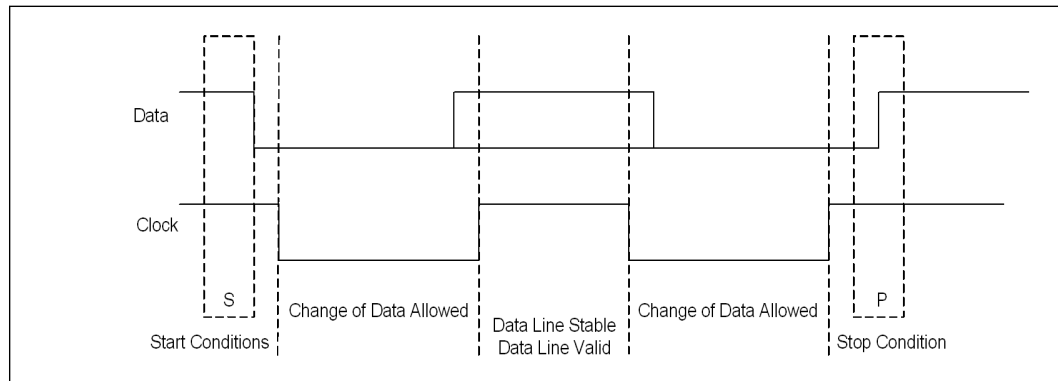 Data
Clock
S
P
Start Conditions
Change of Data Allowed
Data Line Stable
Data Line Valid
Change of Data Allowed
Stop Condition